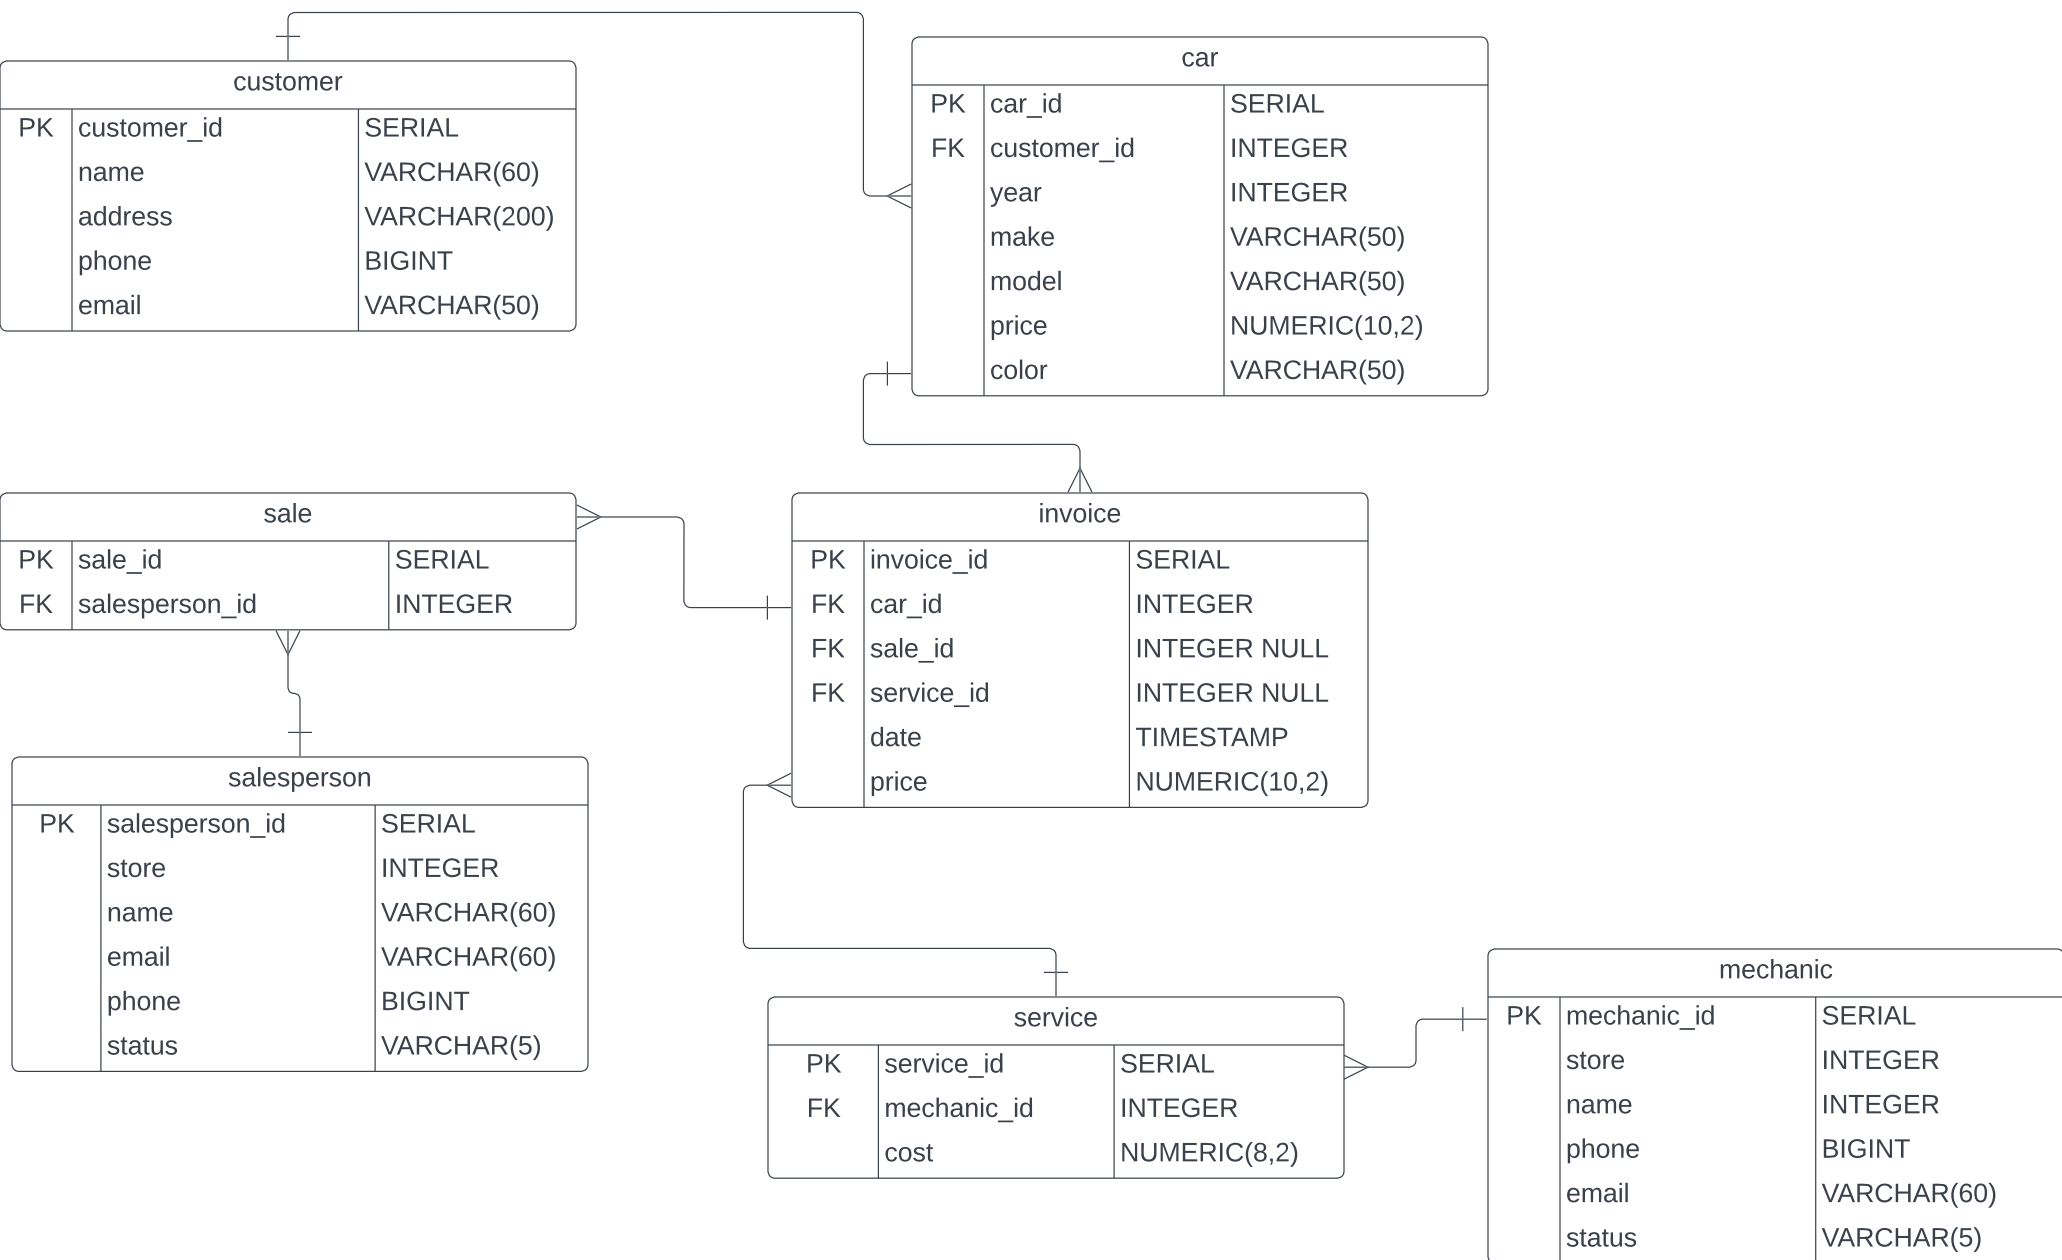 customer
PK customer_id SERIAL
name VARCHAR(60)
address VARCHAR(200)
phone BIGINT
email VARCHAR(50)
car
PK car_id SERIAL
FK customer_id INTEGER
year INTEGER
make VARCHAR(50)
model VARCHAR(50)
price NUMERIC(10,2)
color VARCHAR(50)
sale
PK sale_id SERIAL
FK salesperson_id INTEGER
invoice
PK invoice_id SERIAL
FK car_id INTEGER
FK sale_id INTEGER NULL
FK service_id INTEGER NULL
date TIMESTAMP
price NUMERIC(10,2)
salesperson
PK salesperson_id SERIAL
store INTEGER
name VARCHAR(60)
email VARCHAR(60)
phone BIGINT
status VARCHAR(5)
service
PK service_id SERIAL
FK mechanic_id INTEGER
cost NUMERIC(8,2)
mechanic
PK mechanic_id SERIAL
store INTEGER
name INTEGER
phone BIGINT
email VARCHAR(60)
status VARCHAR(5)